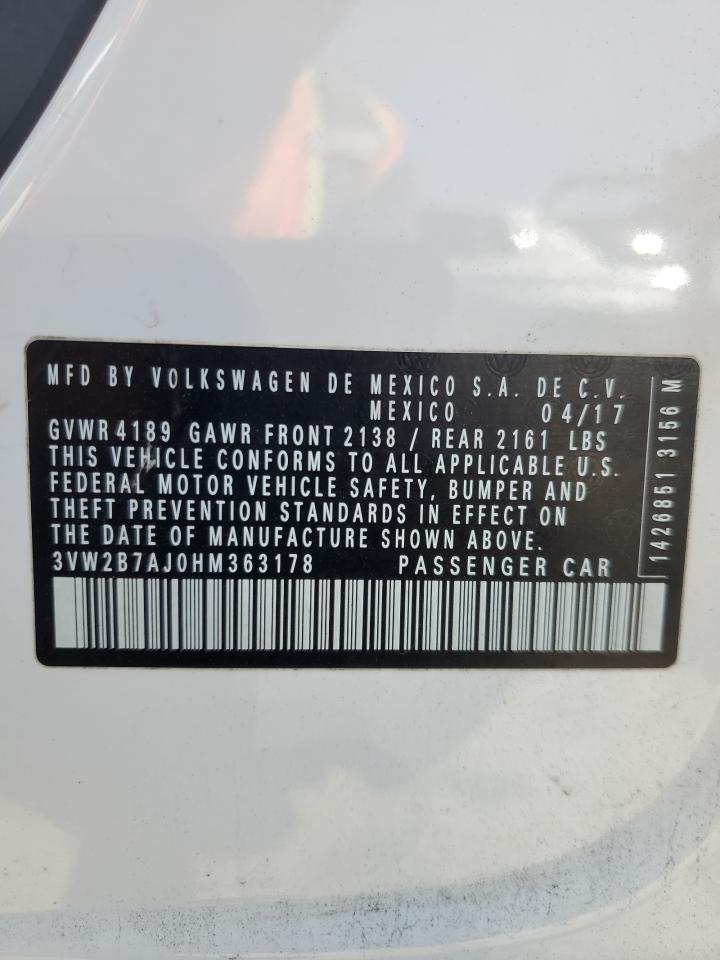 MFD BY VOLKSWAGEN DE MEXICO S.A. DE C.V.
MEXICO 04/17
GVWR 4189 GAWR FRONT 2138 / REAR 2161 LBS
THIS VEHICLE CONFORMS TO ALL APPLICABLE U.S.
FEDERAL MOTOR VEHICLE SAFETY, BUMPER AND
THEFT PREVENTION STANDARDS IN EFFECT ON
THE DATE OF MANUFACTURE SHOWN ABOVE.
3VW2B7AJ0HM363178 PASSENGER CAR
1426851 3156 M